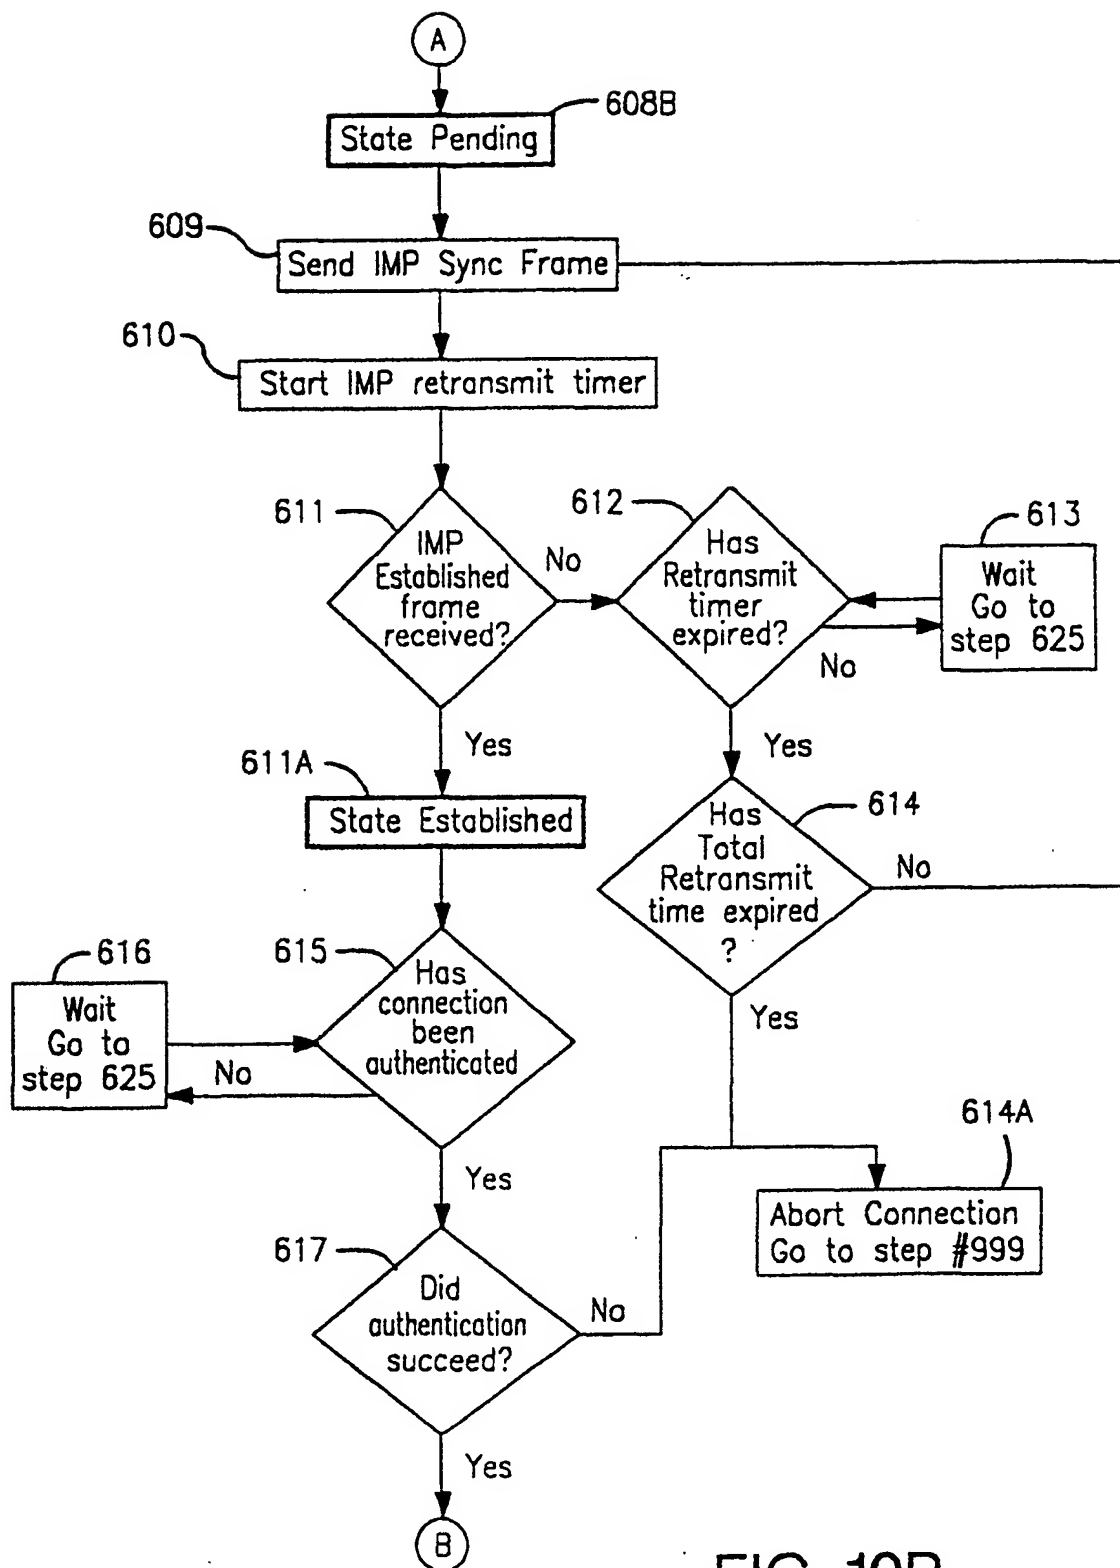 A
608B
State Pending
609
Send IMP Sync Frame
610
Start IMP retransmit timer
611
IMP
Established
frame
received?
No
612
Has
Retransmit
timer
expired?
No
613
Wait
Go to
step 625
Yes
611A
State Established
Yes
614
Has
Total
Retransmit
time expired
?
No
Yes
616
Wait
Go to
step 625
No
615
Has
connection
been
authenticated
Yes
614A
Abort Connection
Go to step #999
617
Did
authentication
succeed?
No
Yes
B